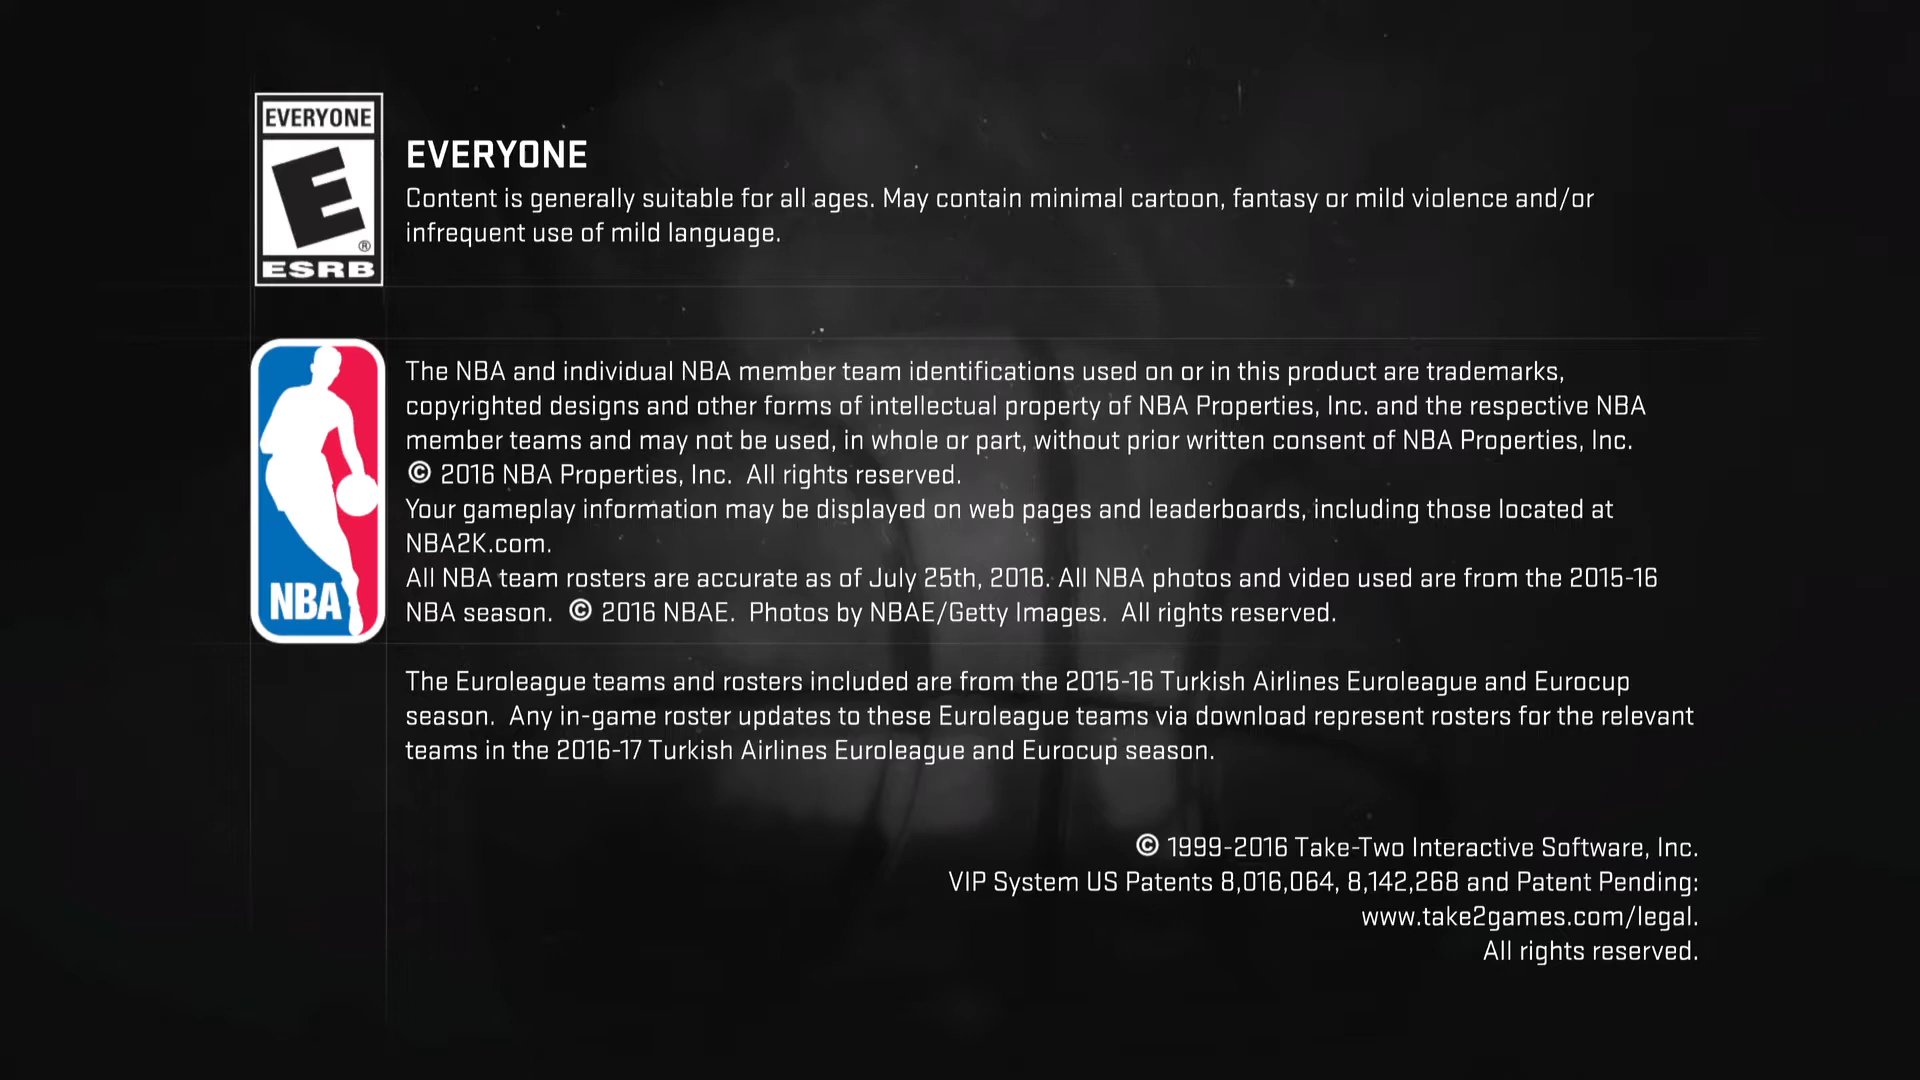 EVERYONE
E®
ESRB
EVERYONE
Content is generally suitable for all ages. May contain minimal cartoon, fantasy or mild violence and/or
infrequent use of mild language.
NBA
The NBA and individual NBA member team identifications used on or in this product are trademarks,
copyrighted designs and other forms of intellectual property of NBA Properties, Inc. and the respective NBA
member teams and may not be used, in whole or part, without prior written consent of NBA Properties, Inc.
© 2016 NBA Properties, Inc.  All rights reserved.
Your gameplay information may be displayed on web pages and leaderboards, including those located at
NBA2K.com.
All NBA team rosters are accurate as of July 25th, 2016. All NBA photos and video used are from the 2015-16
NBA season.  © 2016 NBAE.  Photos by NBAE/Getty Images.  All rights reserved.
The Euroleague teams and rosters included are from the 2015-16 Turkish Airlines Euroleague and Eurocup
season.  Any in-game roster updates to these Euroleague teams via download represent rosters for the relevant
teams in the 2016-17 Turkish Airlines Euroleague and Eurocup season.
© 1999-2016 Take-Two Interactive Software, Inc.
VIP System US Patents 8,016,064, 8,142,268 and Patent Pending:
www.take2games.com/legal.
All rights reserved.